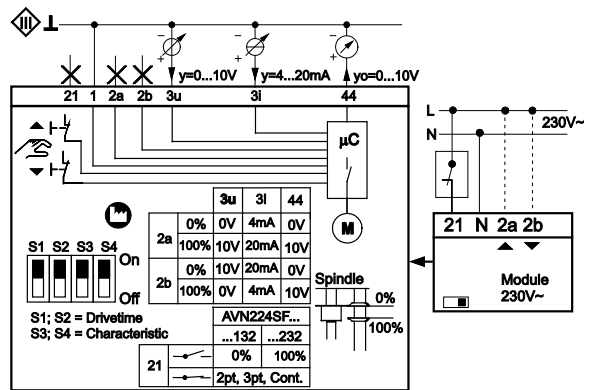 III ⊥
− + − + − +
y=0...10V y=4...20mA yo=0...10V
21 1 2a 2b 3u 3i 44
µC
M
3u 3i 44
2a 0% 0V 4mA 0V
100% 10V 20mA 10V
2b 0% 10V 20mA 0V
100% 0V 4mA 10V
S1 S2 S3 S4
On
Off
S1; S2 = Drivetime
S3; S4 = Characteristic
Spindle
0%
100%
AVN224SF...
...132 ...232
21 0% 100%
2pt, 3pt, Cont.
L
N
230V~
21 N 2a 2b
Module
230V~